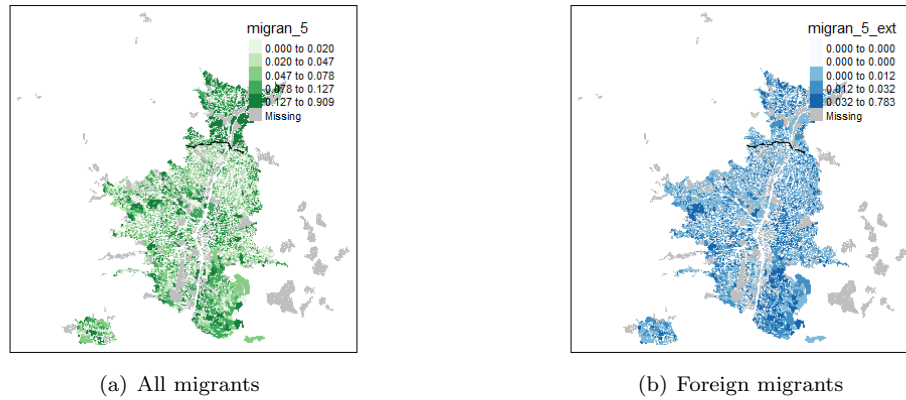 migran_5
0.000 to 0.020
0.020 to 0.047
0.047 to 0.078
0.078 to 0.127
0.127 to 0.909
Missing
(a) All migrants
migran_5_ext
0.000 to 0.000
0.000 to 0.000
0.000 to 0.012
0.012 to 0.032
0.032 to 0.783
Missing
(b) Foreign migrants